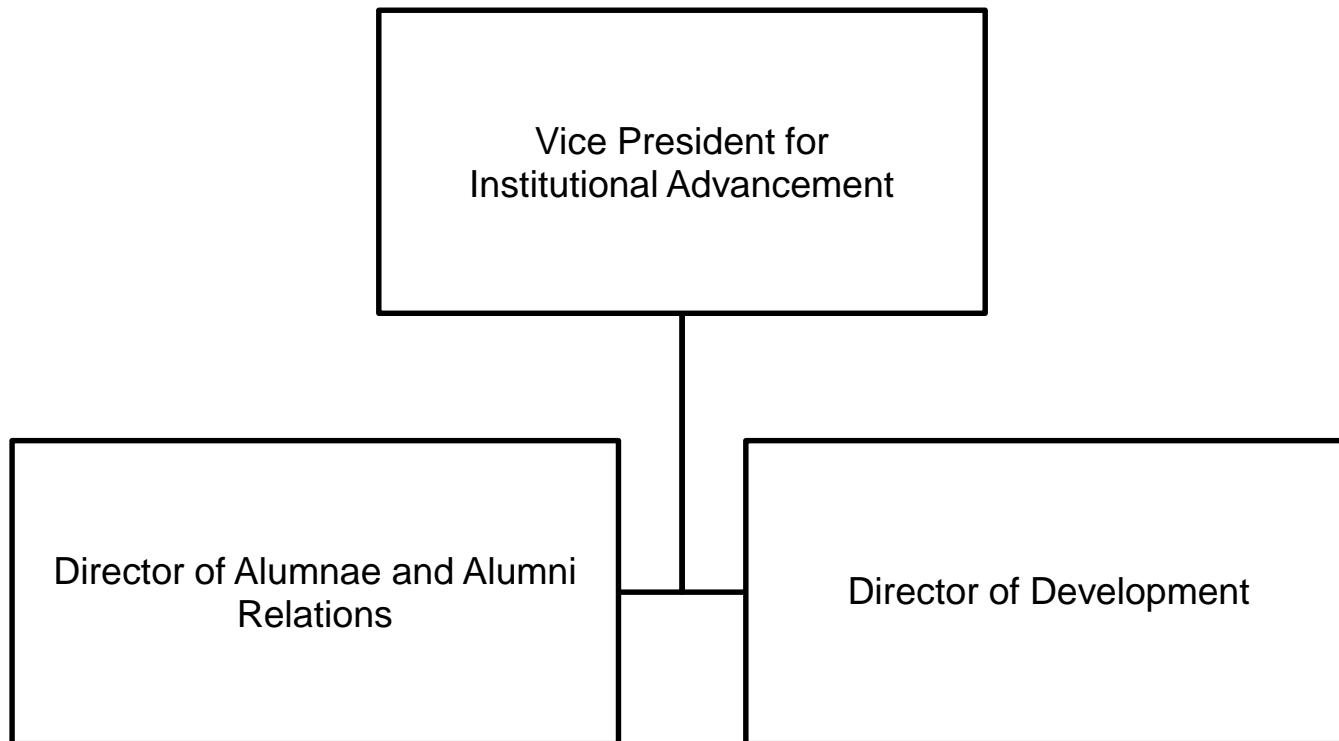 Vice President for
Institutional Advancement
Director of Alumnae and Alumni
Relations
Director of Development